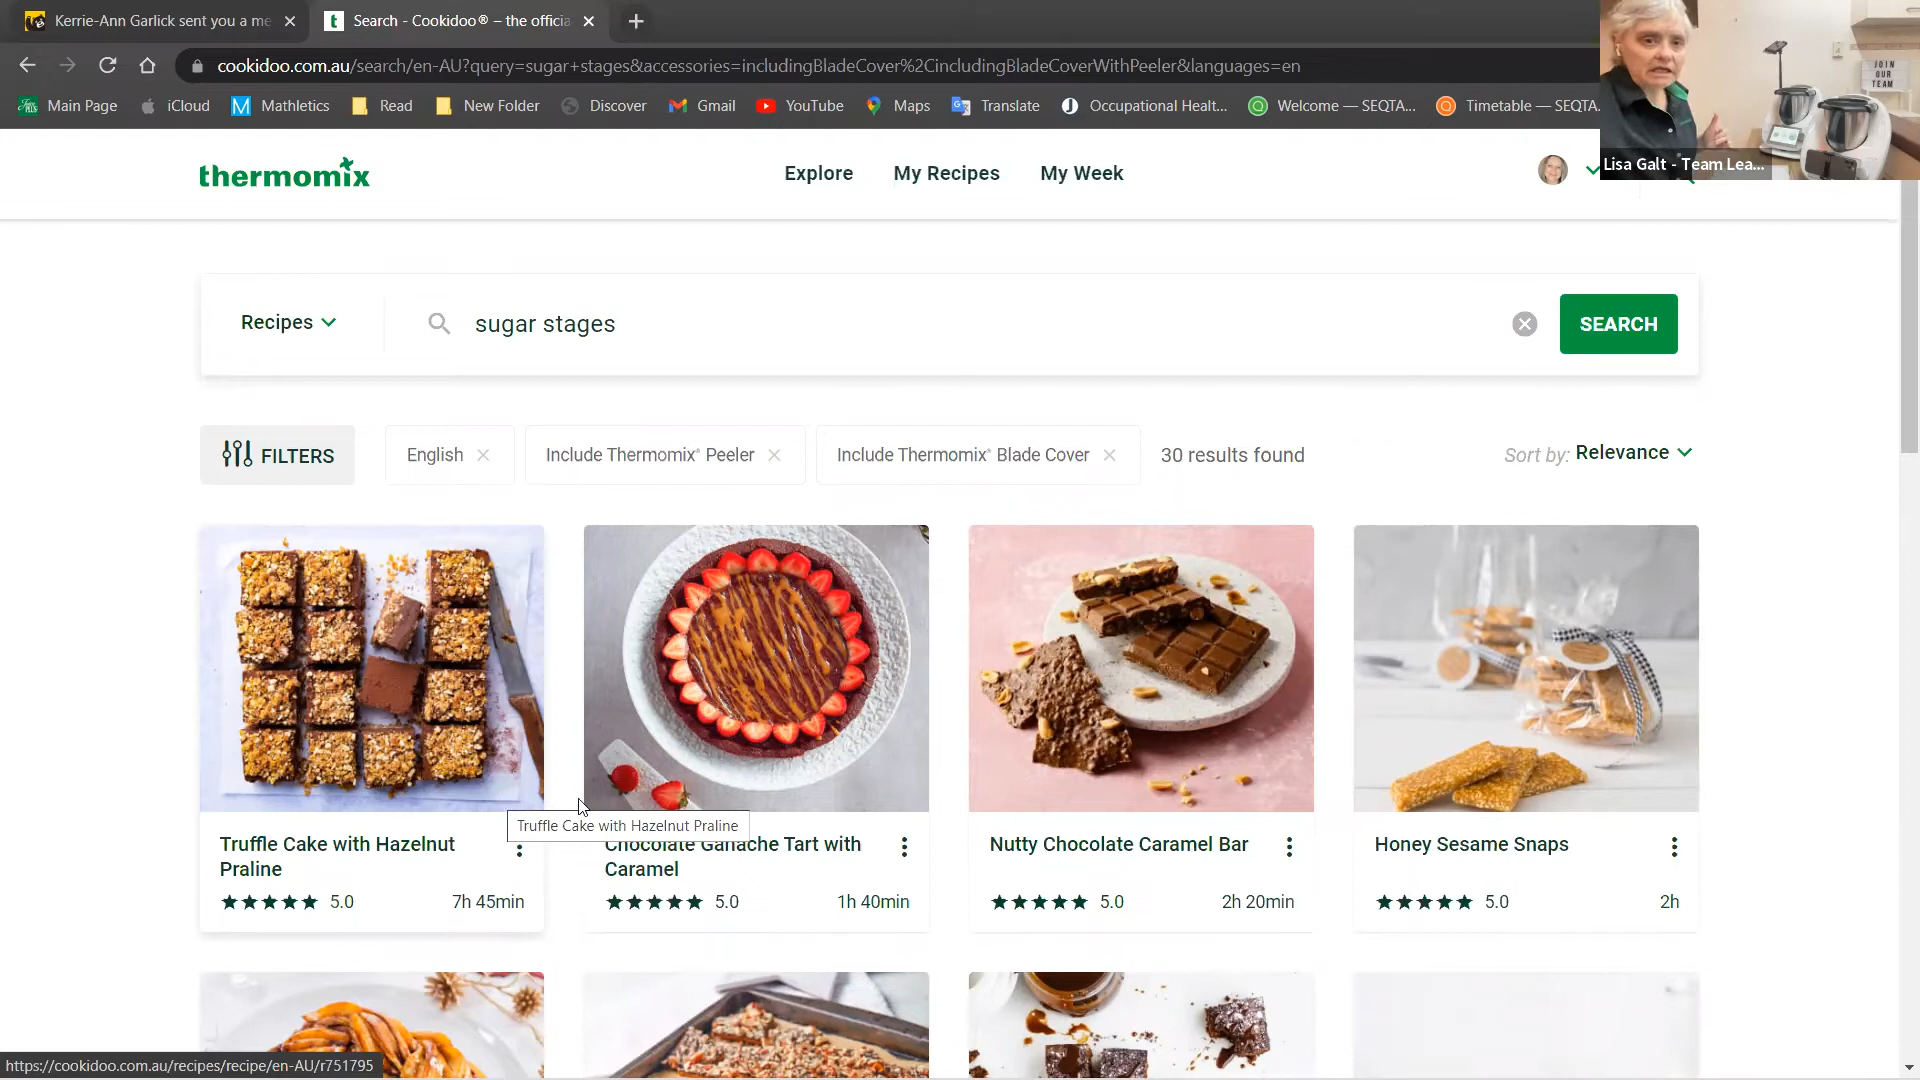 Kerrie-Ann Garlick sent you a me
Search - Cookidoo® – the officia
cookidoo.com.au/search/en-AU?query=sugar+stages&accessories=includingBladeCover%2CincludingBladeCoverWithPeeler&languages=en
Main Page
iCloud
Mathletics
Read
New Folder
Discover
Gmail
YouTube
Maps
Translate
Occupational Healt...
Welcome — SEQTA...
Timetable — SEQTA
JOIN
OUR
TEAM
Lisa Galt - Team Lea...
thermomix
Explore
My Recipes
My Week
Recipes
sugar stages
SEARCH
FILTERS
English
Include Thermomix® Peeler
Include Thermomix® Blade Cover
30 results found
Sort by: Relevance
Truffle Cake with Hazelnut Praline
Truffle Cake with Hazelnut
Praline
5.0
7h 45min
Chocolate Ganache Tart with
Caramel
5.0
1h 40min
Nutty Chocolate Caramel Bar
5.0
2h 20min
Honey Sesame Snaps
5.0
2h
https://cookidoo.com.au/recipes/recipe/en-AU/r751795